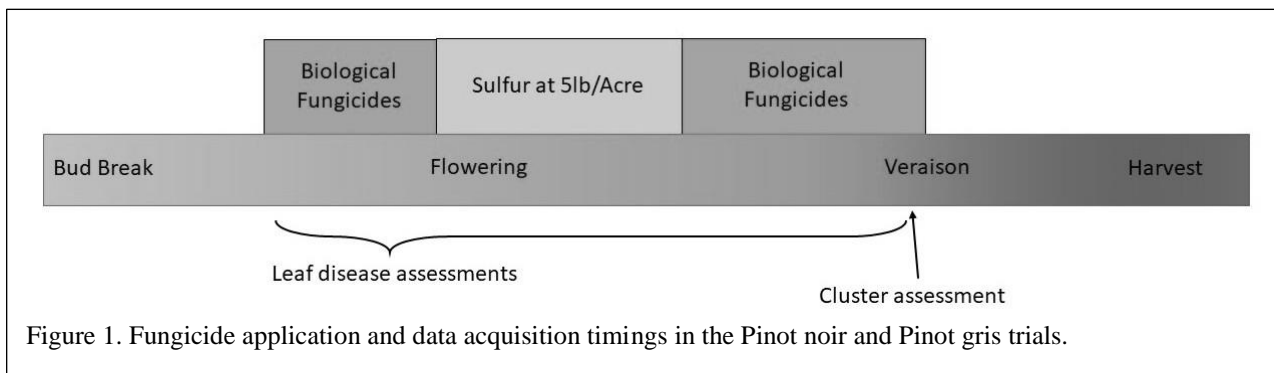 Biological
Fungicides
Sulfur at 5lb/Acre
Biological
Fungicides
Bud Break
Flowering
Veraison
Harvest
Leaf disease assessments
Cluster assessment
Figure 1. Fungicide application and data acquisition timings in the Pinot noir and Pinot gris trials.